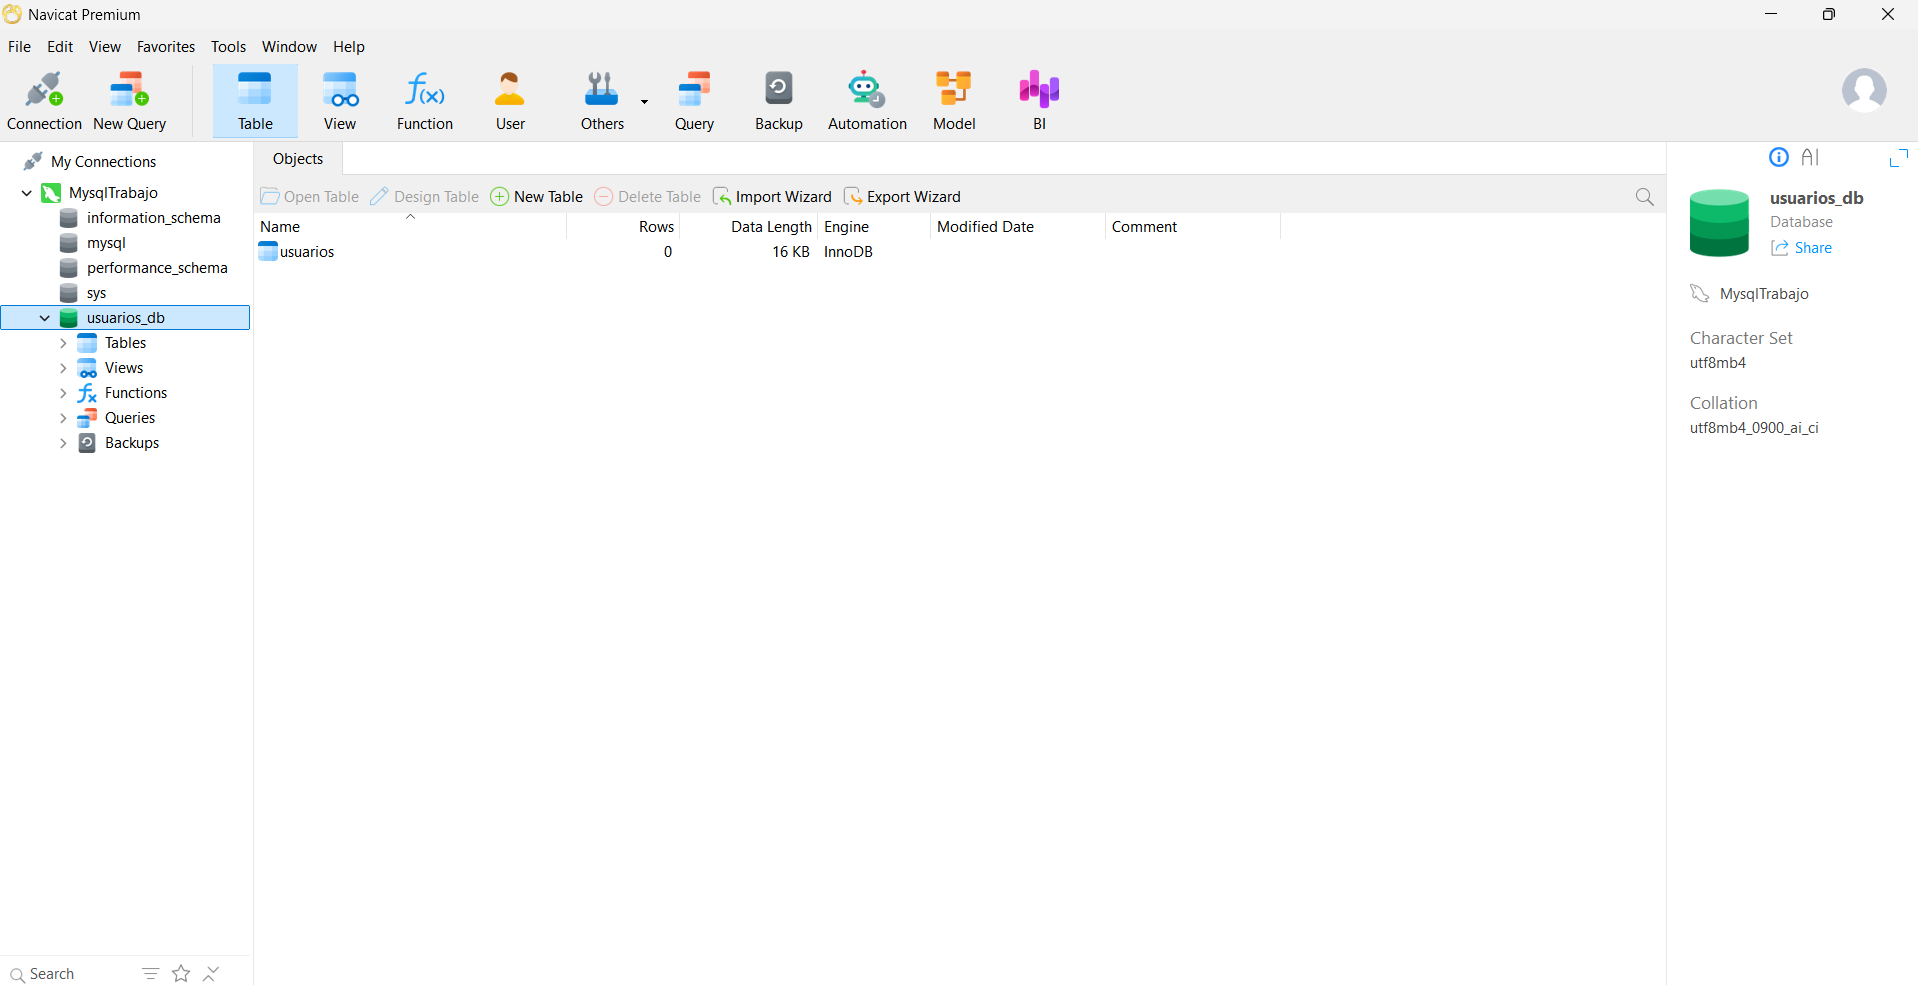 Navicat Premium
File Edit View Favorites Tools Window Help
Connection New Query Table View Function User Others Query Backup Automation Model BI
My Connections
MysqlTrabajo
information_schema
mysql
performance_schema
sys
usuarios_db
Tables
Views
Functions
Queries
Backups
Search
Objects
Open Table Design Table New Table Delete Table Import Wizard Export Wizard
Name Rows Data Length Engine Modified Date Comment
usuarios 0 16 KB InnoDB
AI
usuarios_db
Database
Share
MysqlTrabajo
Character Set
utf8mb4
Collation
utf8mb4_0900_ai_ci